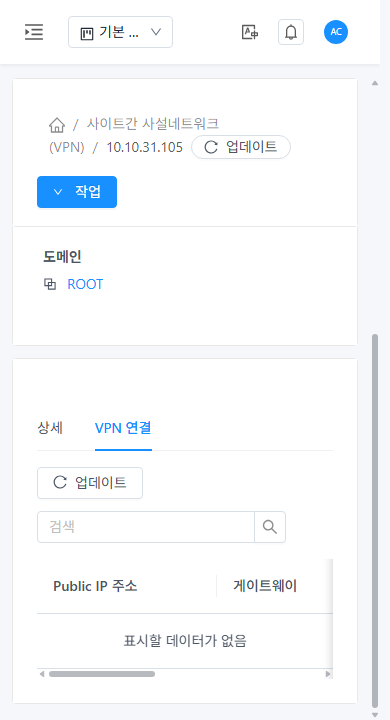 기본 ...
AC
/ 사이트간 사설네트워크
(VPN) / 10.10.31.105 업데이트
작업
도메인
ROOT
상세 VPN 연결
업데이트
검색
Public IP 주소 게이트웨이
표시할 데이터가 없음